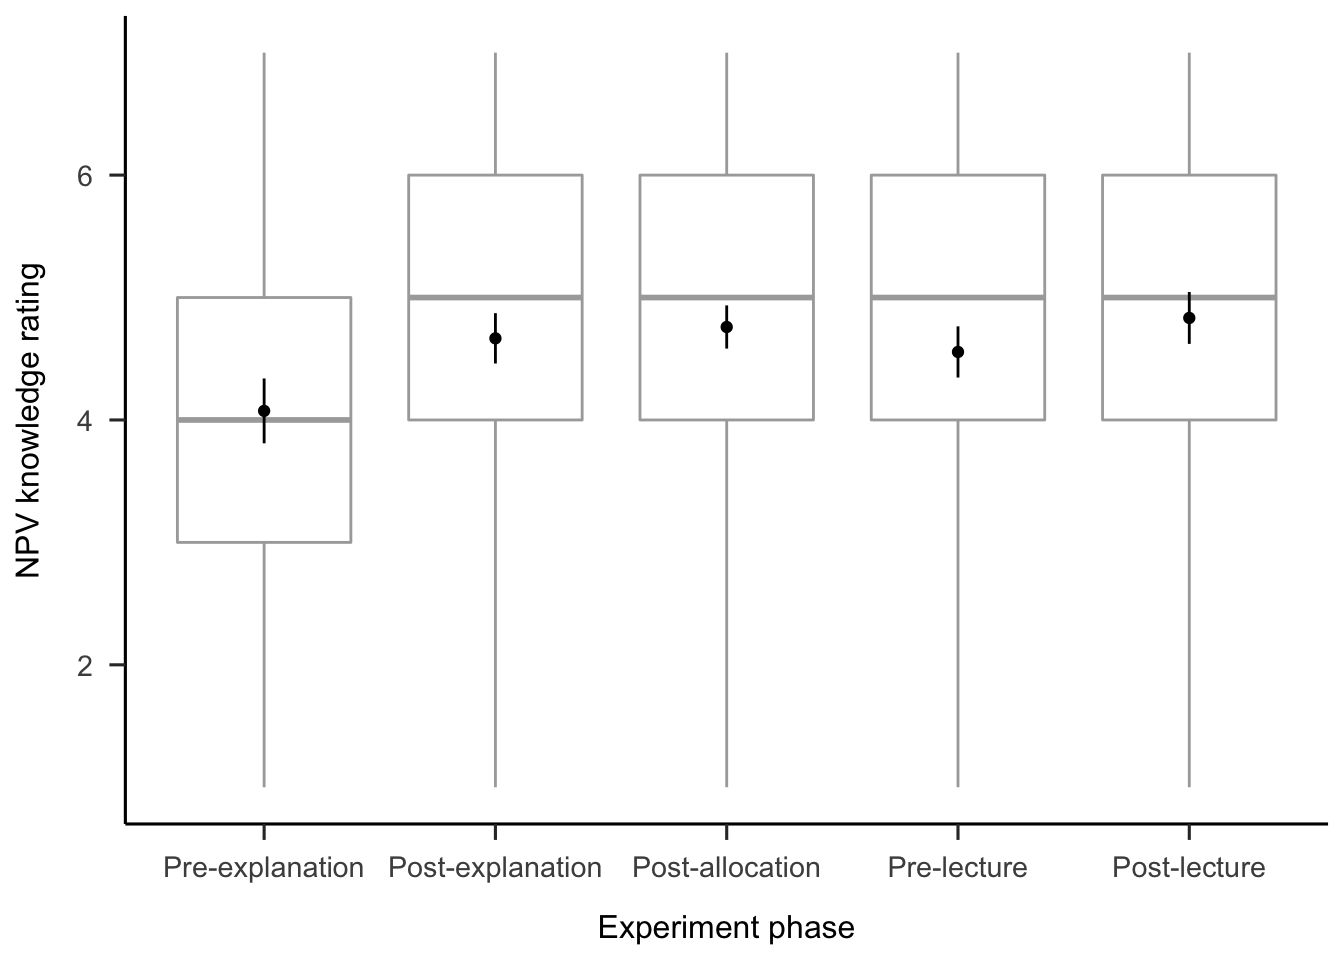 NPV knowledge rating
6
4
2
Pre-explanation Post-explanation Post-allocation Pre-lecture Post-lecture
Experiment phase